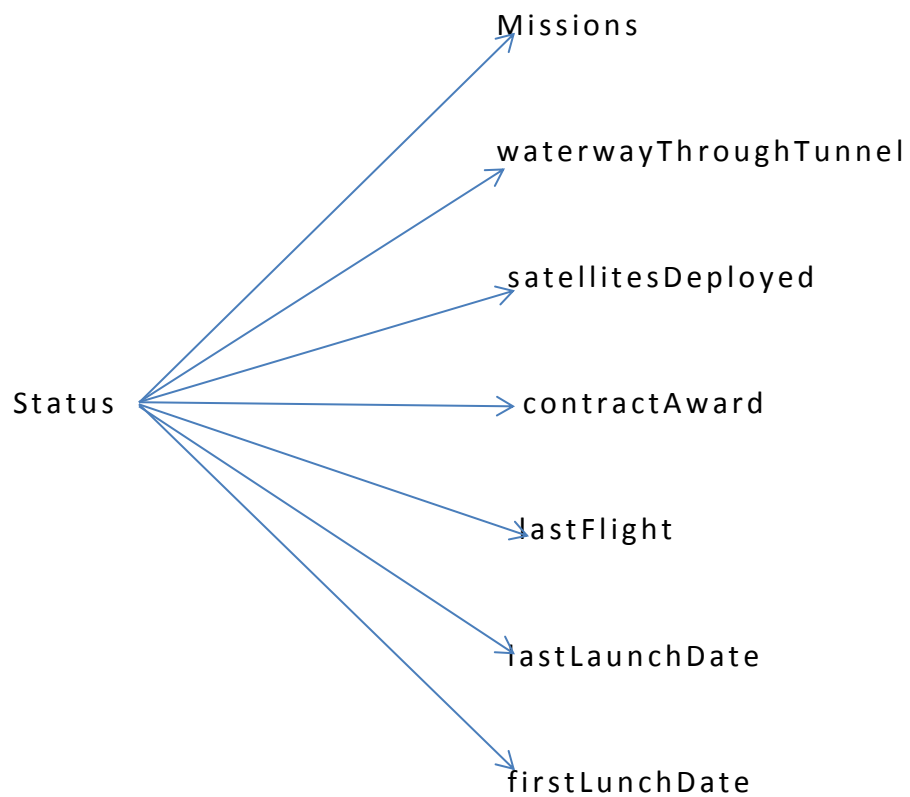 Missions
waterwayThroughTunnel
satellitesDeployed
Status
contractAward
lastFlight
lastLaunchDate
firstLunchDate